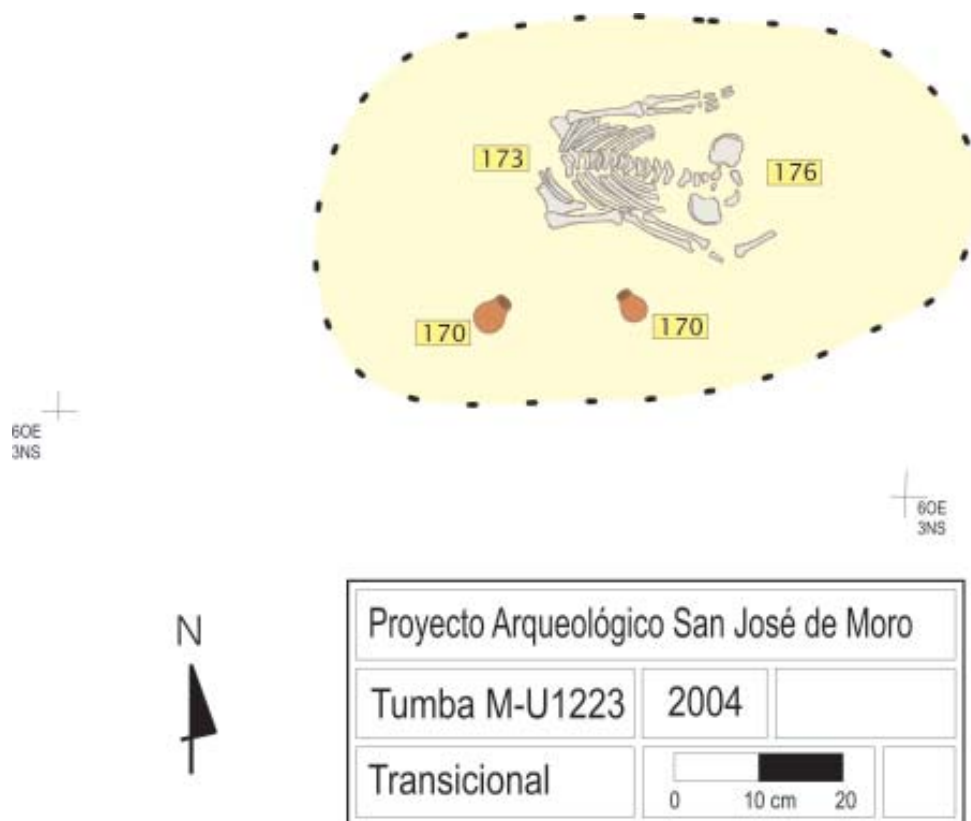 173
176
170
170
6OE
3NS
6OE
3NS
N
Proyecto Arqueológico San José de Moro
Tumba M-U1223 2004
Transicional
0 10 cm 20